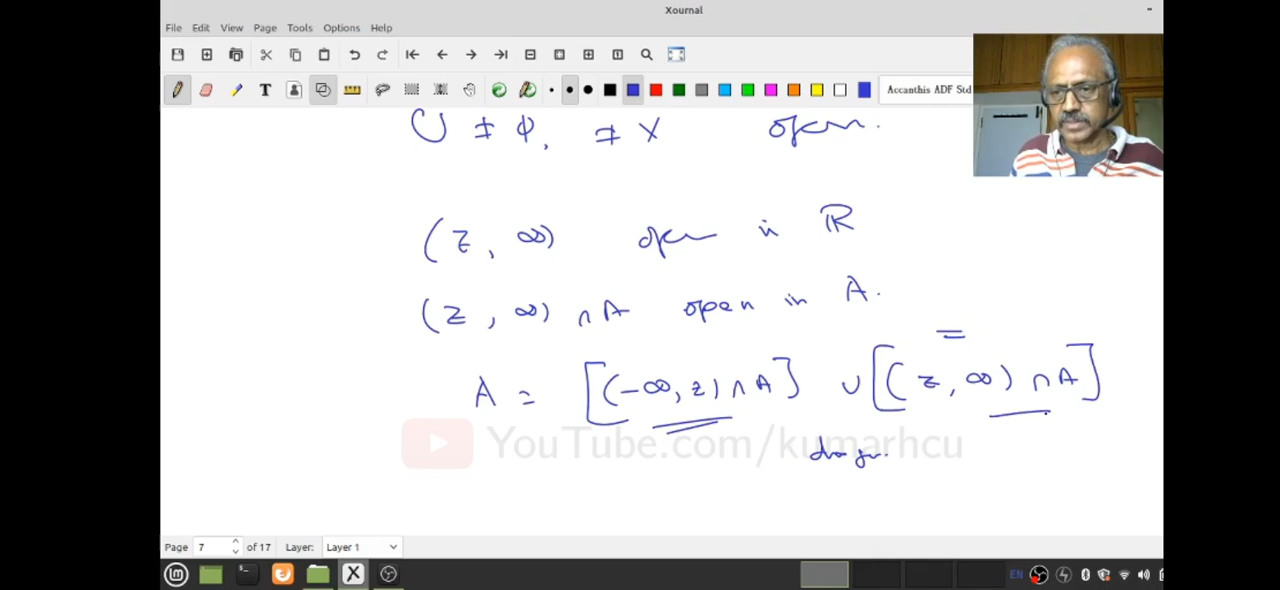 Xournal
File Edit View Page Tools Options Help
Accanthis ADF Std
U ≠ φ, ≠ X open.
(z, ∞) open in ℝ
(z, ∞) ∩ A open in A.
A = [(-∞, z) ∩ A] ∪ [(z, ∞) ∩ A]
YouTube.com/kumarhcu
Page 7 of 17 Layer: Layer 1
EN